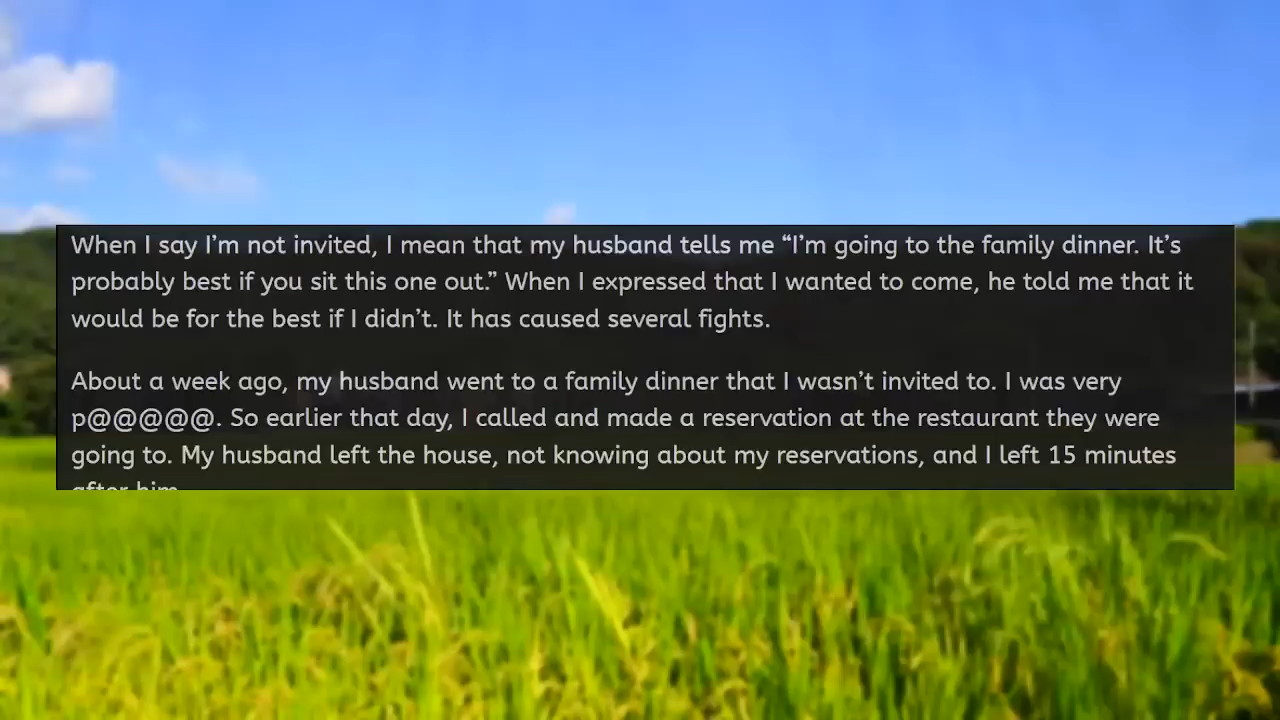 When I say I’m not invited, I mean that my husband tells me “I’m going to the family dinner. It’s
probably best if you sit this one out.” When I expressed that I wanted to come, he told me that it
would be for the best if I didn’t. It has caused several fights.
About a week ago, my husband went to a family dinner that I wasn’t invited to. I was very
p@@@@@. So earlier that day, I called and made a reservation at the restaurant they were
going to. My husband left the house, not knowing about my reservations, and I left 15 minutes
after him